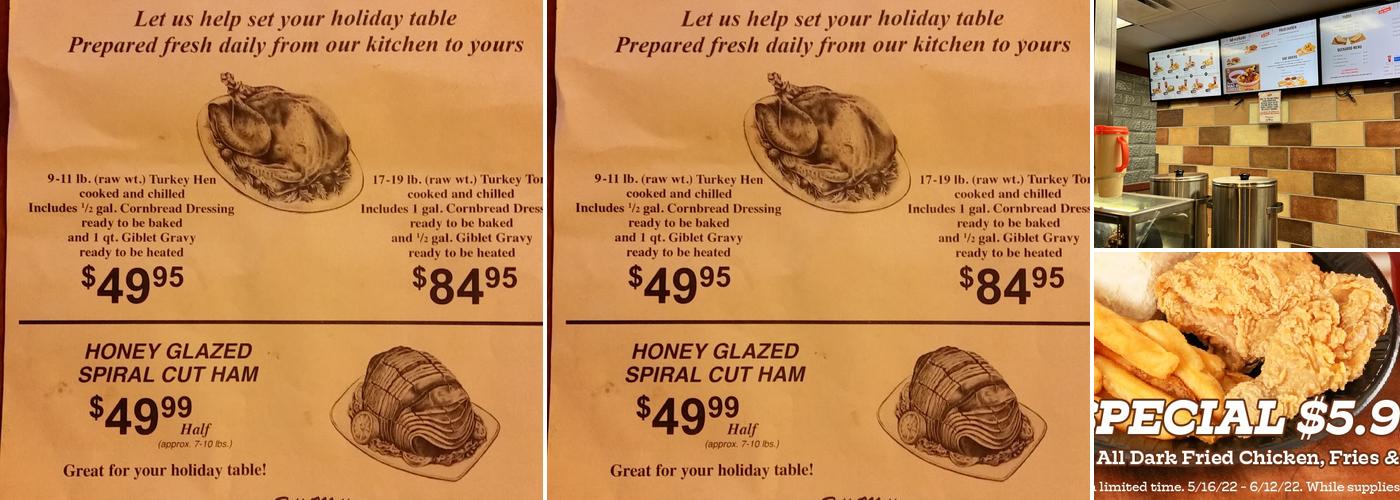 Let us help set your holiday table
Prepared fresh daily from our kitchen to yours
9-11 lb. (raw wt.) Turkey Hen
cooked and chilled
Includes 1/2 gal. Cornbread Dressing
ready to be baked
and 1 qt. Giblet Gravy
ready to be heated
$49.95
17-19 lb. (raw wt.) Turkey
cooked and chilled
Includes 1 gal. Cornbread
ready to be baked
and 1/2 gal. Giblet Gravy
ready to be heated
$84.95
HONEY GLAZED
SPIRAL CUT HAM
$49.99
Half
(approx. 7-10 lbs.)
Great for your holiday table!
Let us help set your holiday table
Prepared fresh daily from our kitchen to yours
9-11 lb. (raw wt.) Turkey Hen
cooked and chilled
Includes 1/2 gal. Cornbread Dressing
ready to be baked
and 1 qt. Giblet Gravy
ready to be heated
$49.95
17-19 lb. (raw wt.) Turkey
cooked and chilled
Includes 1 gal. Cornbread
ready to be baked
and 1/2 gal. Giblet Gravy
ready to be heated
$84.95
HONEY GLAZED
SPIRAL CUT HAM
$49.99
Half
(approx. 7-10 lbs.)
Great for your holiday table!
SPECIAL $5.9
All Dark Fried Chicken, Fries &
limited time. 5/16/22 - 6/12/22. While supplies